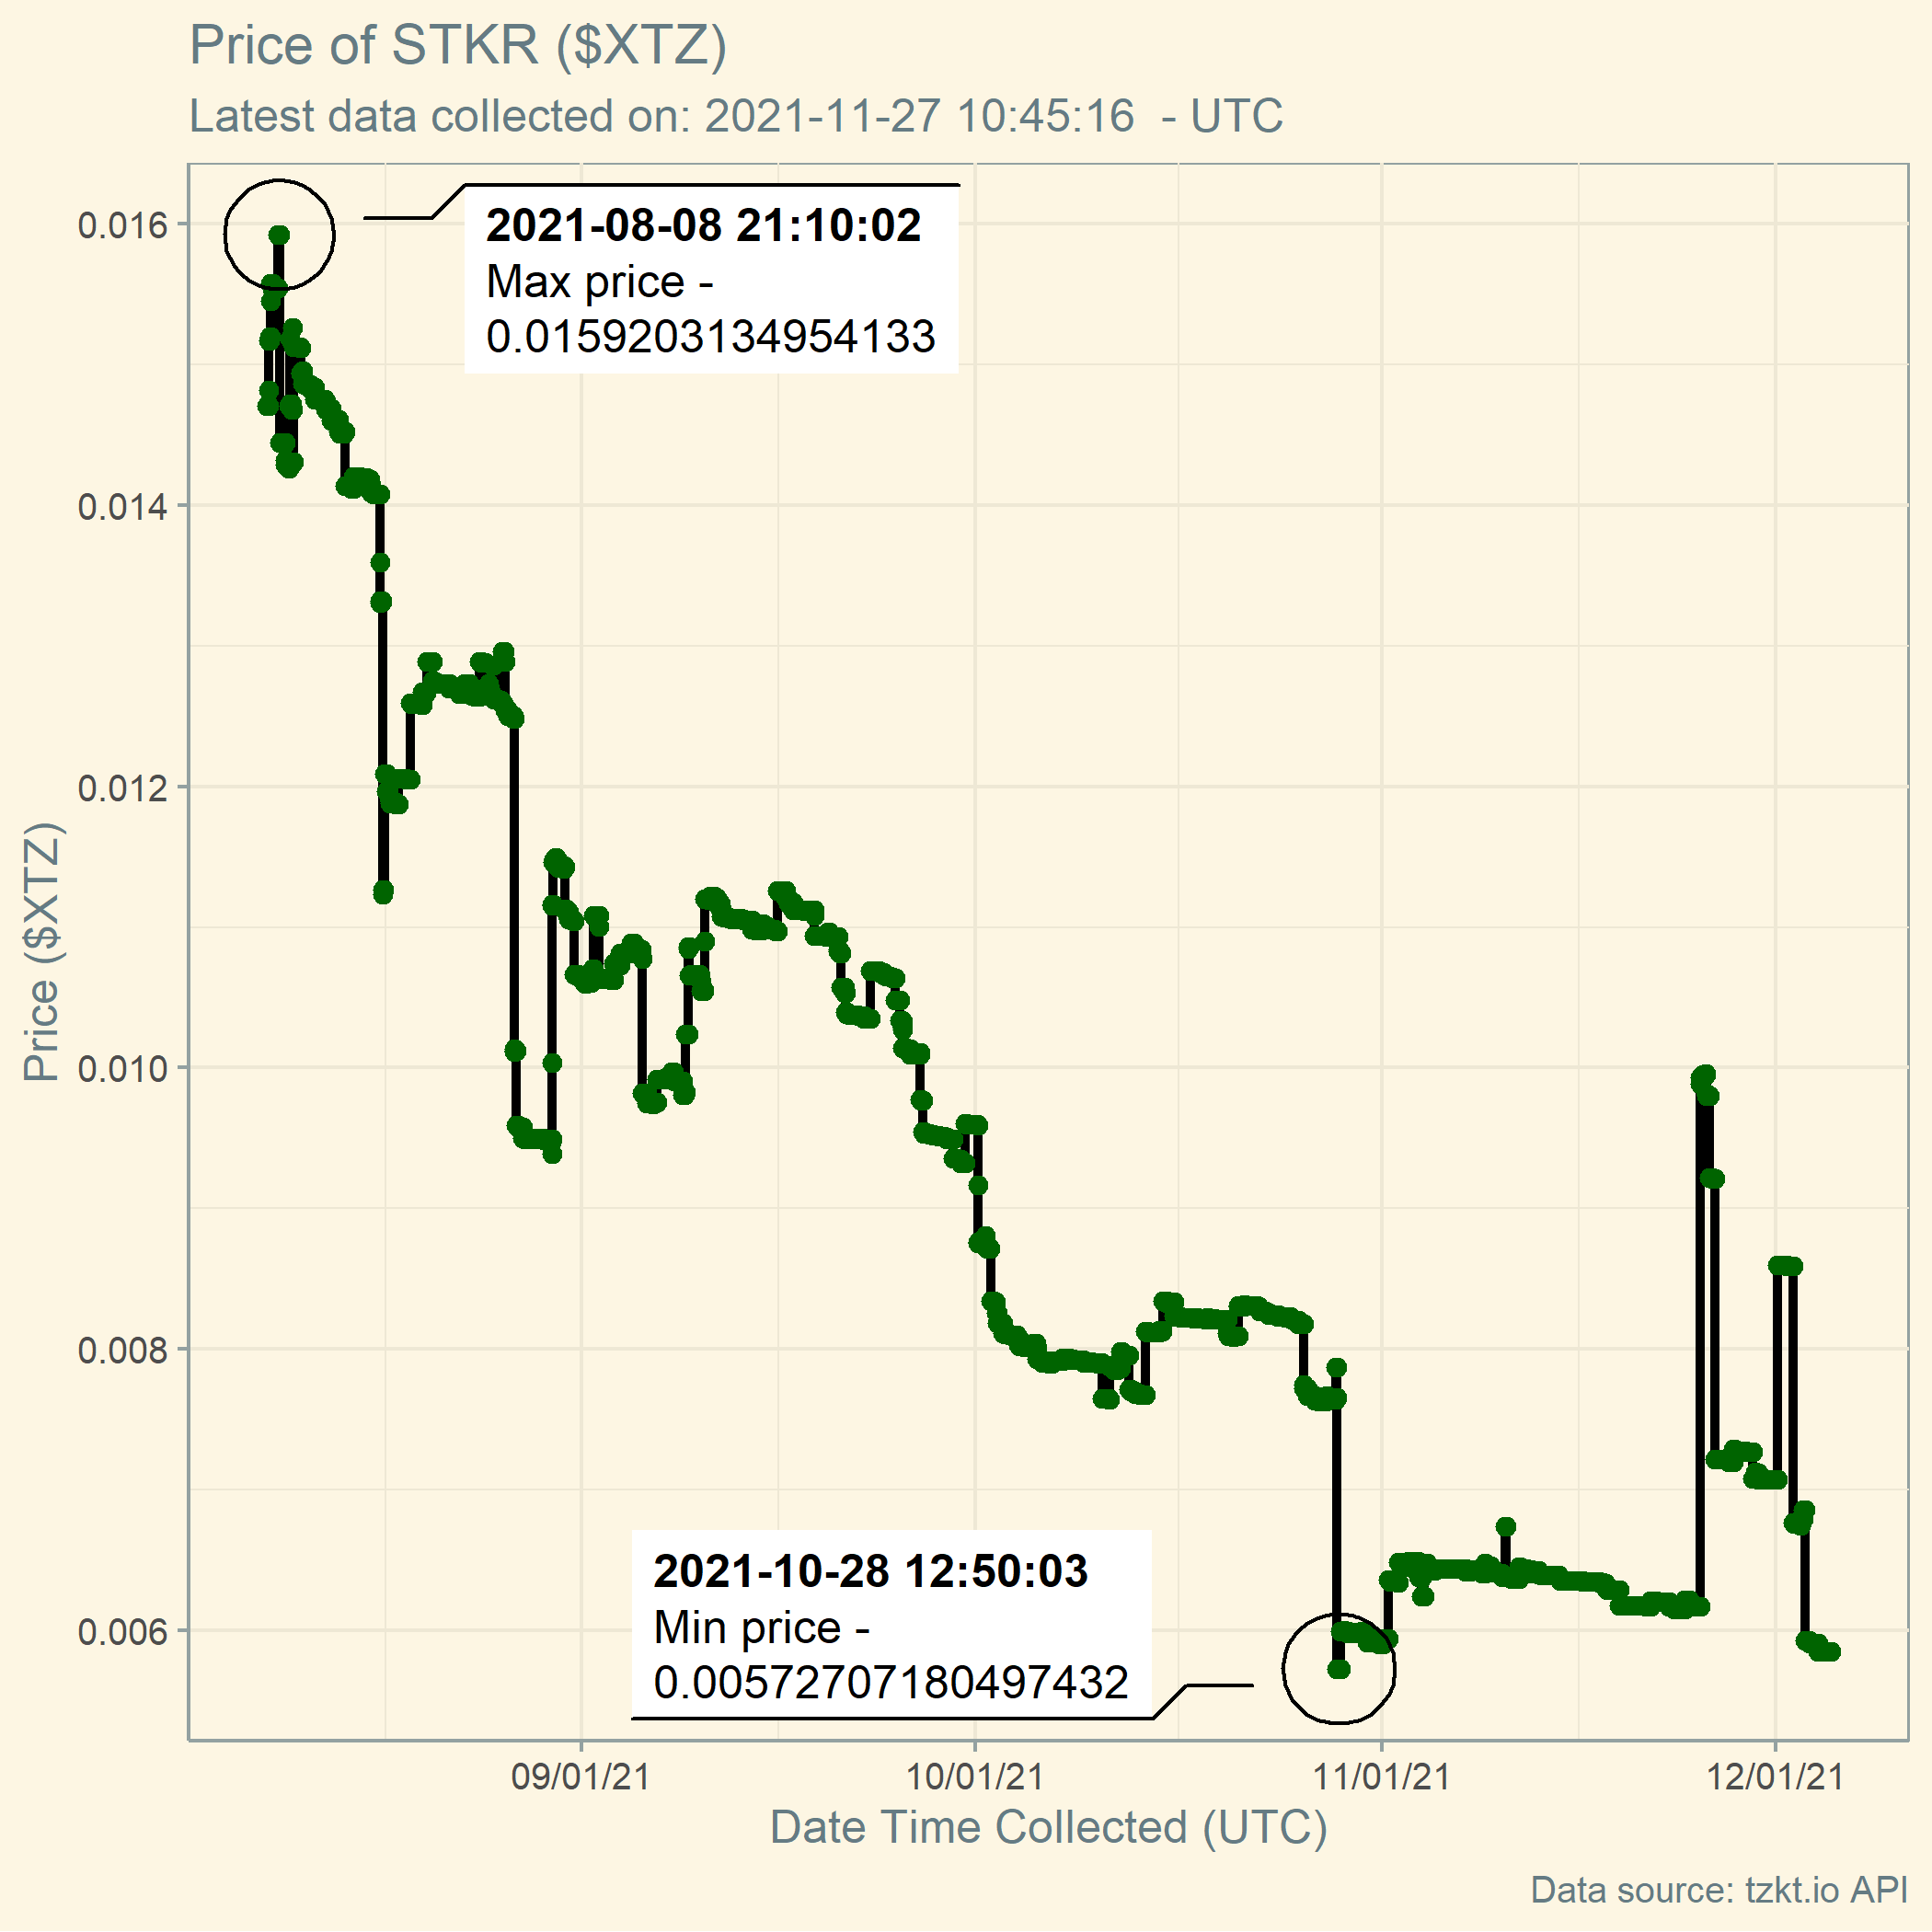 Price of STKR ($XTZ)
Latest data collected on: 2021-11-27 10:45:16  - UTC
2021-08-08 21:10:02
Max price -
0.0159203134954133
0.016
0.014
0.012
0.010
0.008
0.006
Price ($XTZ)
2021-10-28 12:50:03
Min price -
0.00572707180497432
09/01/21
10/01/21
11/01/21
12/01/21
Date Time Collected (UTC)
Data source: tzkt.io API